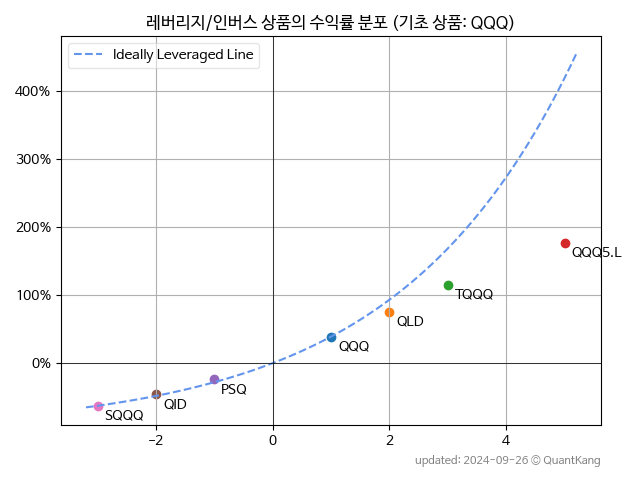 레버리지/인버스 상품의 수익률 분포 (기초 상품: QQQ)
Ideally Leveraged Line
400%
300%
200%
100%
0%
QQQ5.L
TQQQ
QLD
QQQ
PSQ
QID
SQQQ
−2
0
2
4
updated: 2024-09-26 © QuantKang